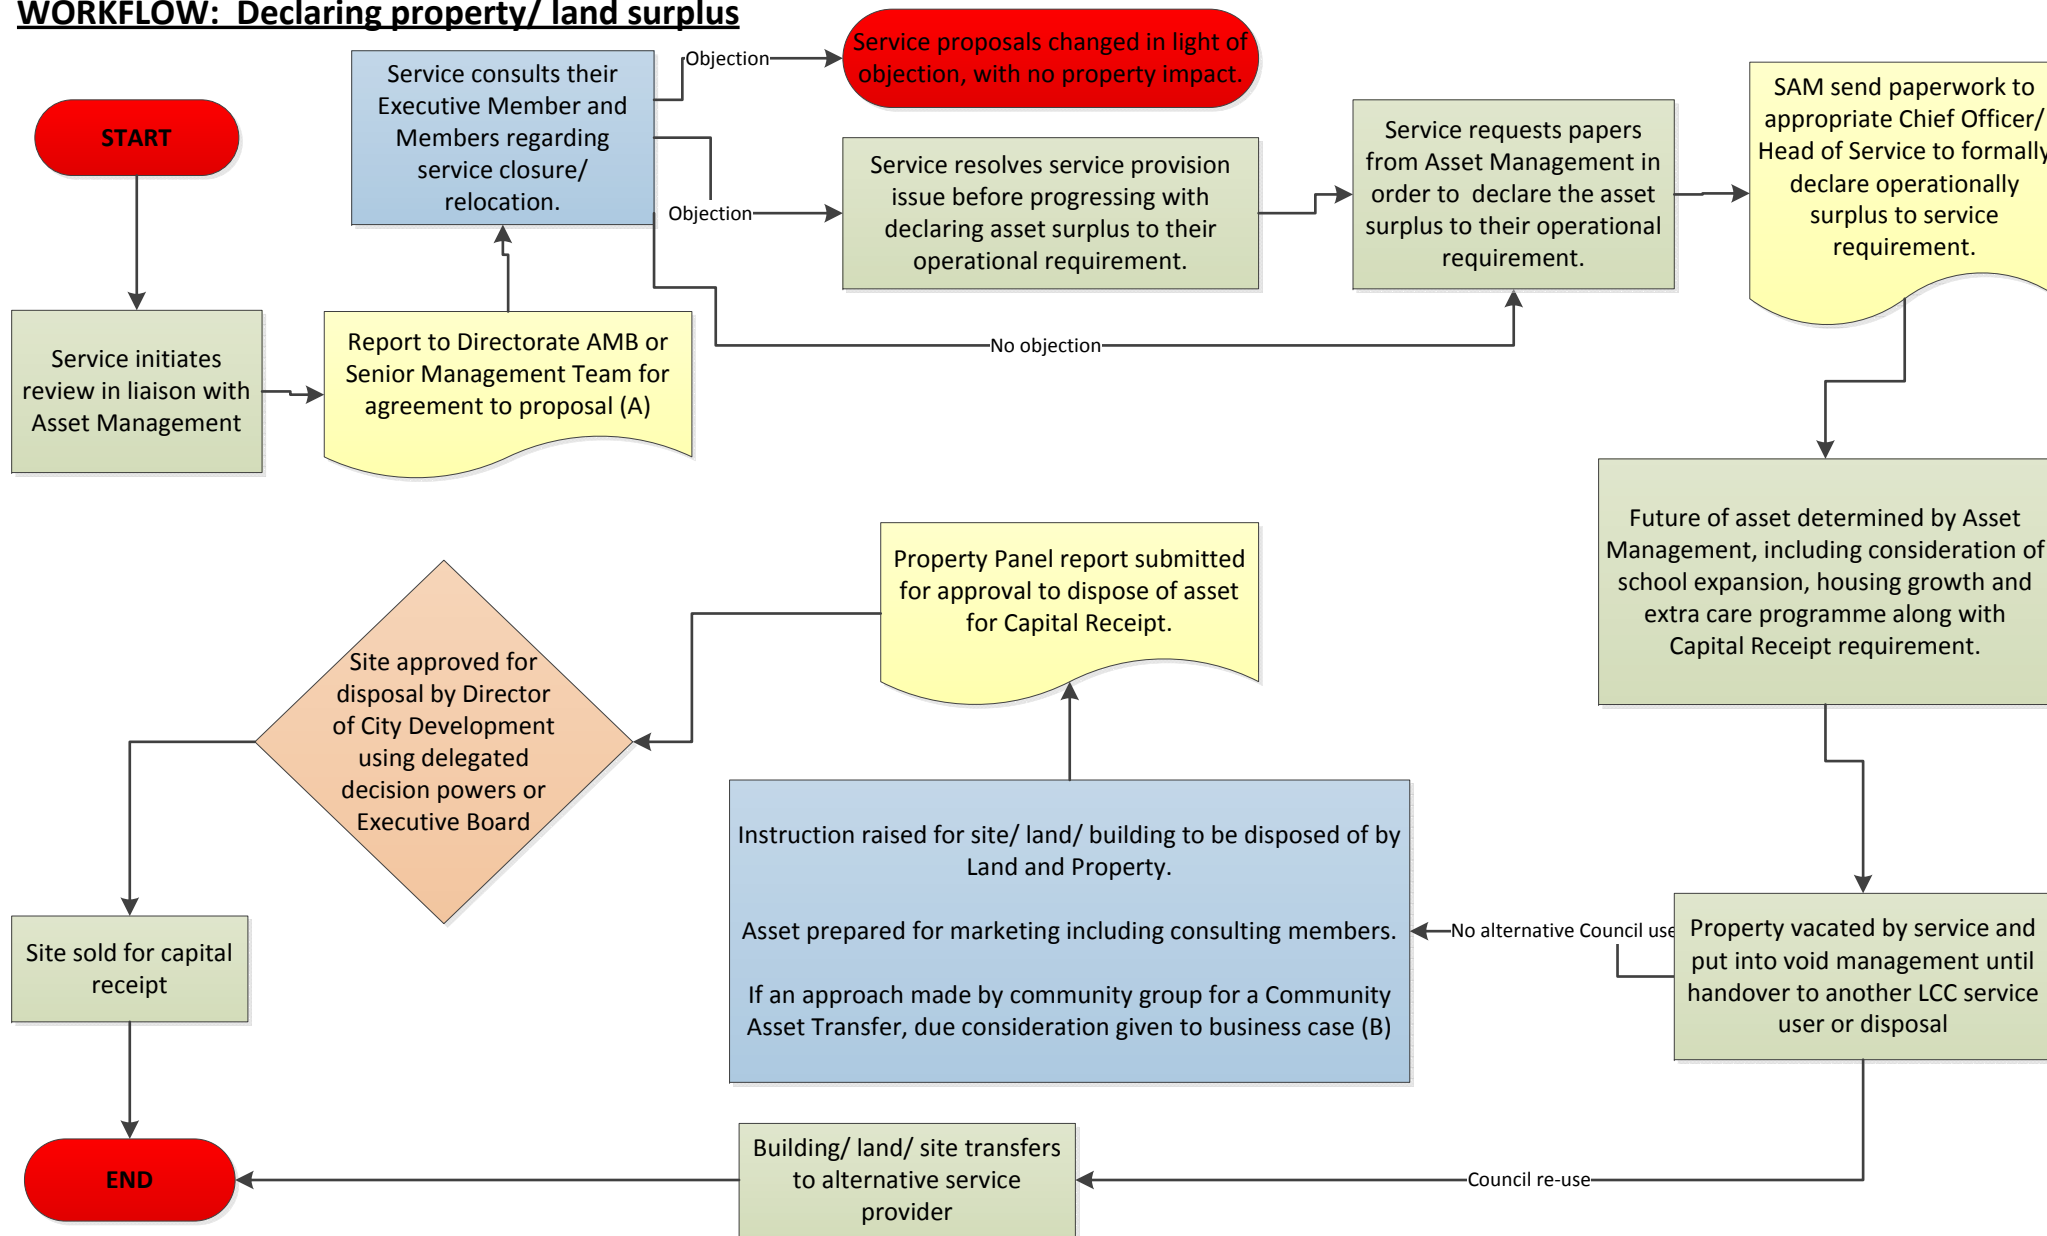 WORKFLOW: Declaring property/ land surplus
START
Service initiates
review in liaison with
Asset Management
Report to Directorate AMB or
Senior Management Team for
agreement to proposal (A)
Service consults their
Executive Member and
Members regarding
service closure/
relocation.
Objection
Service proposals changed in light of
objection, with no property impact.
Objection
Service resolves service provision
issue before progressing with
declaring asset surplus to their
operational requirement.
No objection
Service requests papers
from Asset Management in
order to declare the asset
surplus to their operational
requirement.
SAM send paperwork to
appropriate Chief Officer/
Head of Service to formally
declare operationally
surplus to service
requirement.
Future of asset determined by Asset
Management, including consideration of
school expansion, housing growth and
extra care programme along with
Capital Receipt requirement.
Property vacated by service and
put into void management until
handover to another LCC service
user or disposal
No alternative Council use
Instruction raised for site/ land/ building to be disposed of by
Land and Property.
Asset prepared for marketing including consulting members.
If an approach made by community group for a Community
Asset Transfer, due consideration given to business case (B)
Property Panel report submitted
for approval to dispose of asset
for Capital Receipt.
Site approved for
disposal by Director
of City Development
using delegated
decision powers or
Executive Board
Site sold for capital
receipt
Council re-use
Building/ land/ site transfers
to alternative service
provider
END